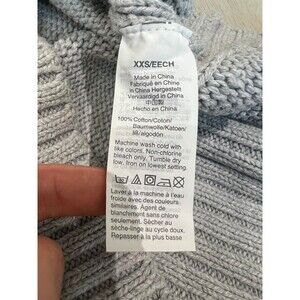 XXS/EECH
Made in China
Fabriqué en Chine
In China Hergestellt
Vervaardigd in China
中国製
Hecho en China
100% Cotton/Coton/
Baumwolle/Katoen/
綿/algodón
Machine wash cold with
like colors. Non-chlorine
bleach only. Tumble dry
low. Iron on lowest setting.
Laver à la machine à l'eau
froide avec des couleurs
similaires. Agent de
blanchiment sans chlore
seulement. Sécher au
sèche-linge au cycle doux.
Repasser à la plus basse